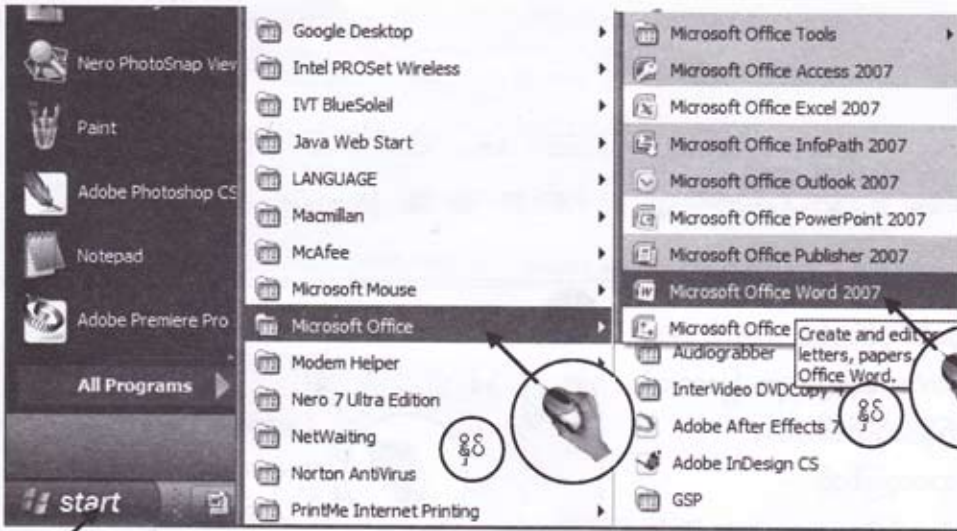 Nero PhotoSnap View
Paint
Adobe Photoshop CS
Notepad
Adobe Premiere Pro
All Programs
start
Google Desktop
Intel PROSet Wireless
IVT BlueSoleil
Java Web Start
LANGUAGE
Macmillan
McAfee
Microsoft Mouse
Microsoft Office
Modem Helper
Nero 7 Ultra Edition
NetWaiting
Norton AntiVirus
PrintMe Internet Printing
Microsoft Office Tools
Microsoft Office Access 2007
Microsoft Office Excel 2007
Microsoft Office InfoPath 2007
Microsoft Office Outlook 2007
Microsoft Office PowerPoint 2007
Microsoft Office Publisher 2007
Microsoft Office Word 2007
Microsoft Office
Create and edit
letters, papers
Office Word.
Audiograbber
InterVideo DVDCopy
Adobe After Effects 7
Adobe InDesign CS
GSP